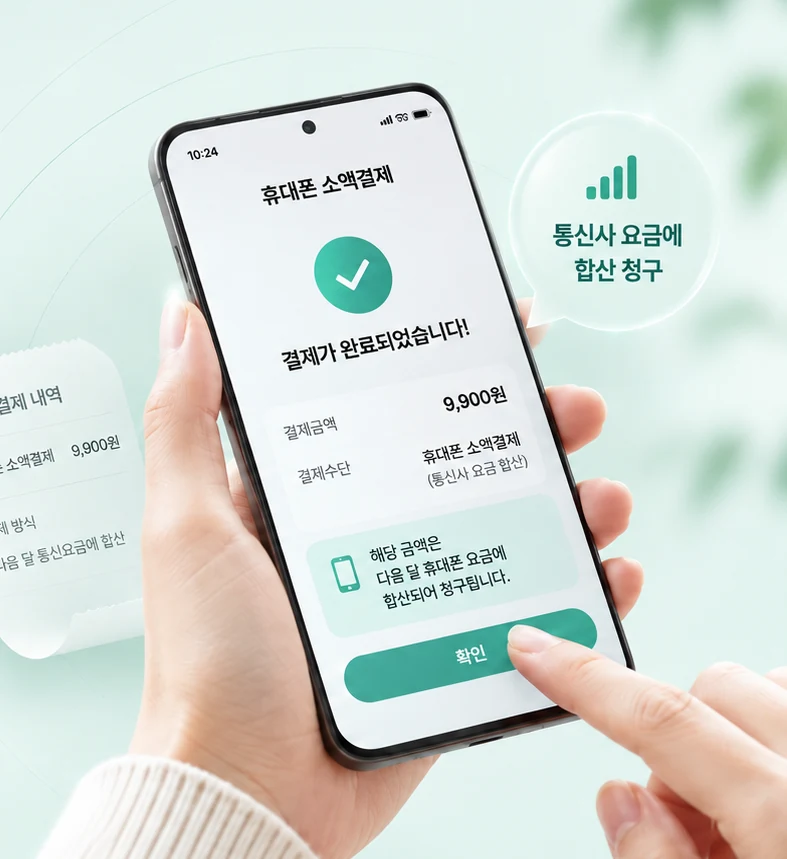 10:24
5G
휴대폰 소액결제
결제가 완료되었습니다!
결제금액
9,900원
결제수단
휴대폰 소액결제
(통신사 요금 합산)
해당 금액은
다음 달 휴대폰 요금에
합산되어 청구됩니다.
확인
통신사 요금에
합산 청구
결제 내역
소액결제
9,900원
방식
다음 달 통신요금에 합산